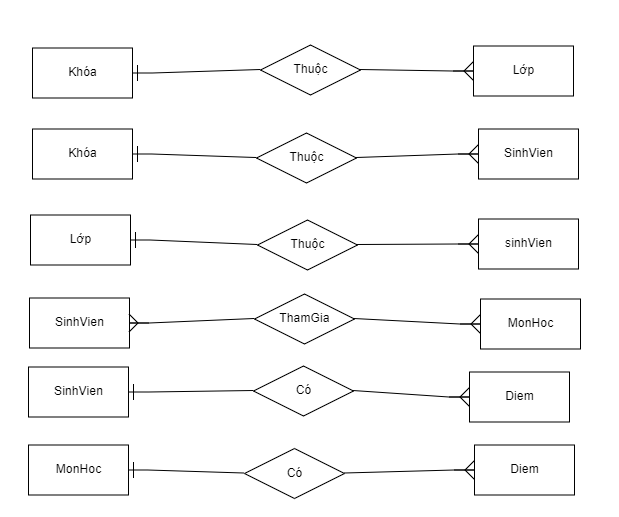 Khóa Thuộc Lớp
Khóa Thuộc SinhVien
Lớp Thuộc sinhVien
SinhVien ThamGia MonHoc
SinhVien Có Diem
MonHoc Có Diem